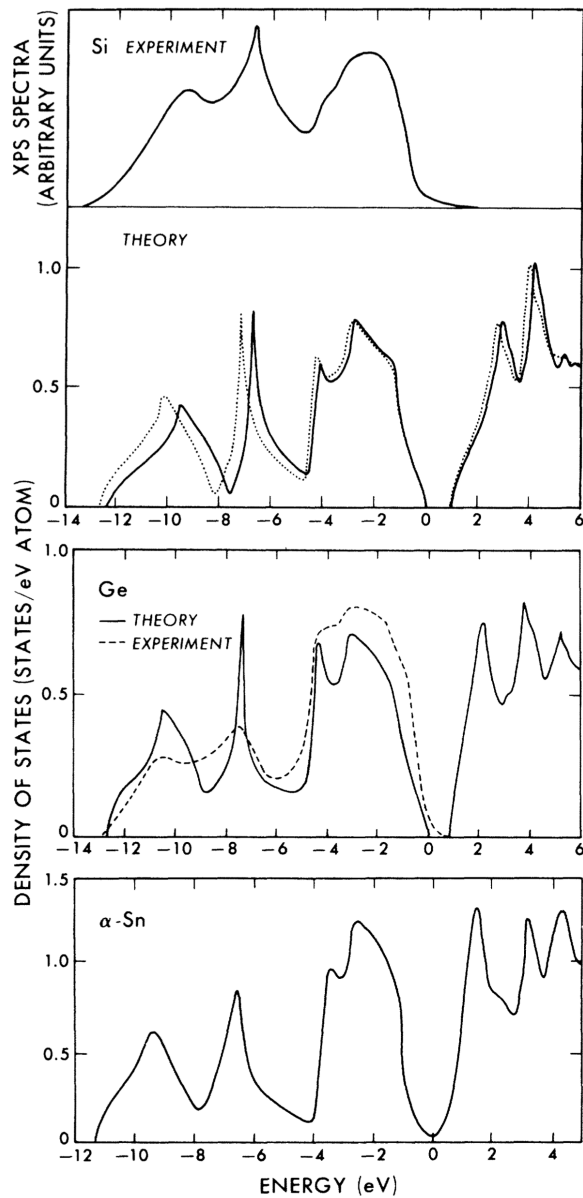 XPS SPECTRA
(ARBITRARY UNITS)
Si EXPERIMENT
THEORY
1.0
0.5
0
−14 −12 −10 −8 −6 −4 −2 0 2 4 6
DENSITY OF STATES (STATES/eV ATOM)
1.0
Ge
THEORY
EXPERIMENT
0.5
0
−14 −12 −10 −8 −6 −4 −2 0 2 4 6
1.5
α-Sn
1.0
0.5
0
−12 −10 −8 −6 −4 −2 0 2 4 6
ENERGY (eV)